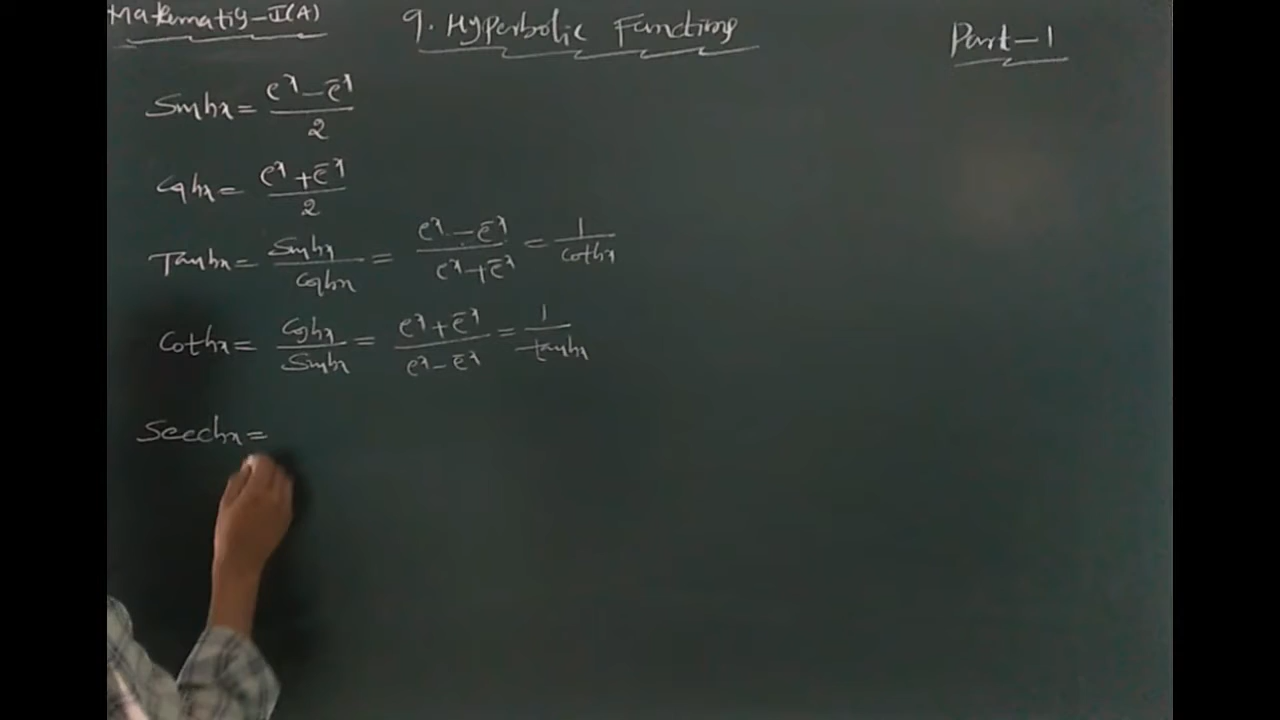 Mathematics-I(A)
9. Hyperbolic Functions
Part-1
Sinhx = (e^x - e^-x)/2
Coshx = (e^x + e^-x)/2
Tanhx = Sinhx/Coshx = (e^x - e^-x)/(e^x + e^-x) = 1/Cothx
Cothx = Coshx/Sinhx = (e^x + e^-x)/(e^x - e^-x) = 1/tanhx
Sechx =